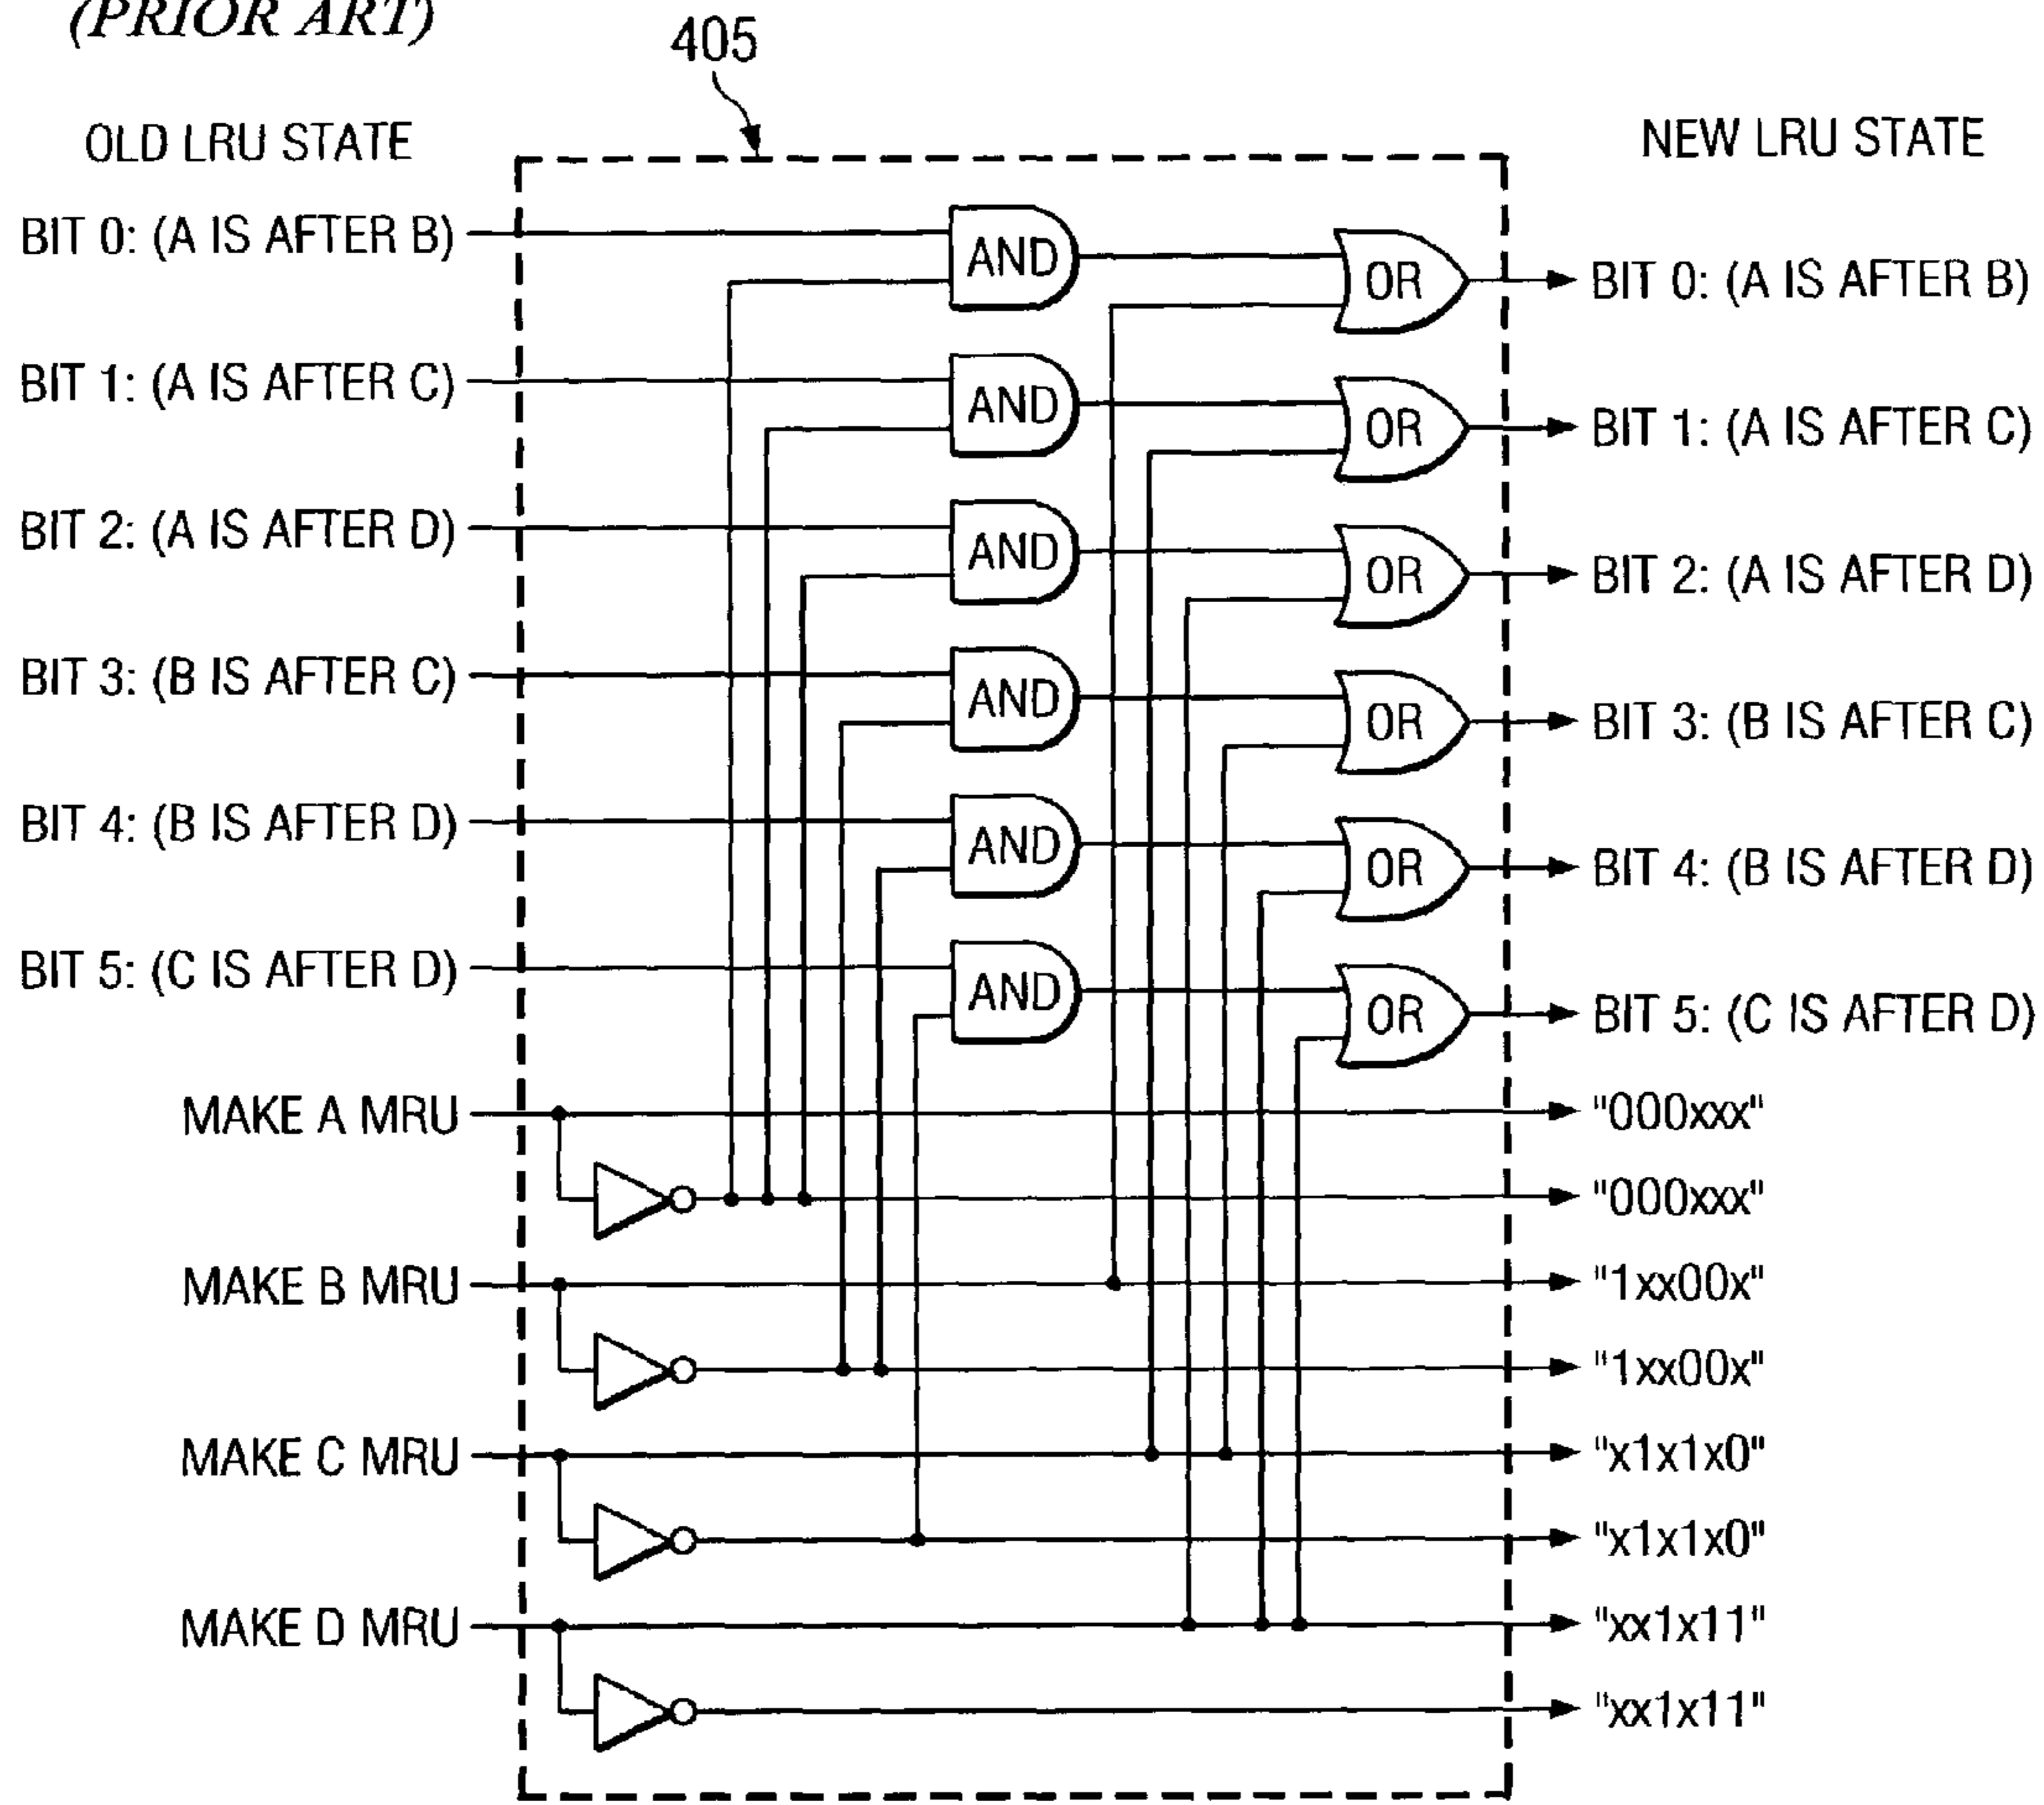 (PRIOR ART)
405
OLD LRU STATE
NEW LRU STATE
BIT 0: (A IS AFTER B)
AND
OR
BIT 0: (A IS AFTER B)
BIT 1: (A IS AFTER C)
AND
OR
BIT 1: (A IS AFTER C)
BIT 2: (A IS AFTER D)
AND
OR
BIT 2: (A IS AFTER D)
BIT 3: (B IS AFTER C)
AND
OR
BIT 3: (B IS AFTER C)
BIT 4: (B IS AFTER D)
AND
OR
BIT 4: (B IS AFTER D)
BIT 5: (C IS AFTER D)
AND
OR
BIT 5: (C IS AFTER D)
MAKE A MRU
"000xxx"
"000xxx"
MAKE B MRU
"1xx00x"
"1xx00x"
MAKE C MRU
"x1x1x0"
"x1x1x0"
MAKE D MRU
"xx1x11"
"xx1x11"